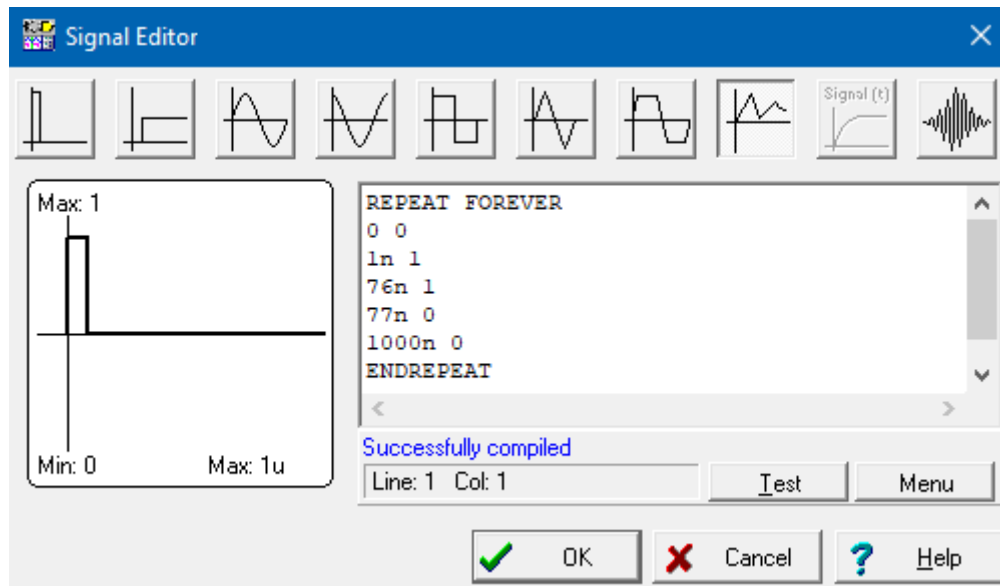 Signal Editor
Signal (t)
Max: 1
Min: 0 Max: 1u
REPEAT FOREVER
0 0
1n 1
76n 1
77n 0
1000n 0
ENDREPEAT
Successfully compiled
Line: 1 Col: 1
Test
Menu
OK
Cancel
? Help